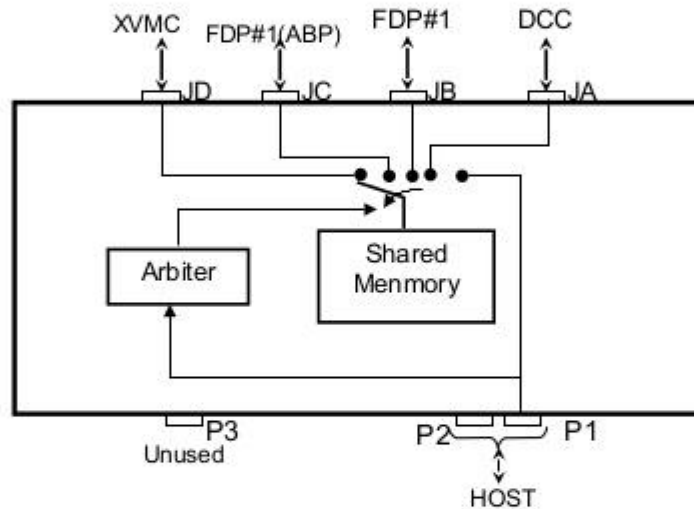 XVMC
FDP#1(ABP)
FDP#1
DCC
JD
JC
JB
JA
Arbiter
Shared
Menmory
P3
P2
P1
Unused
HOST